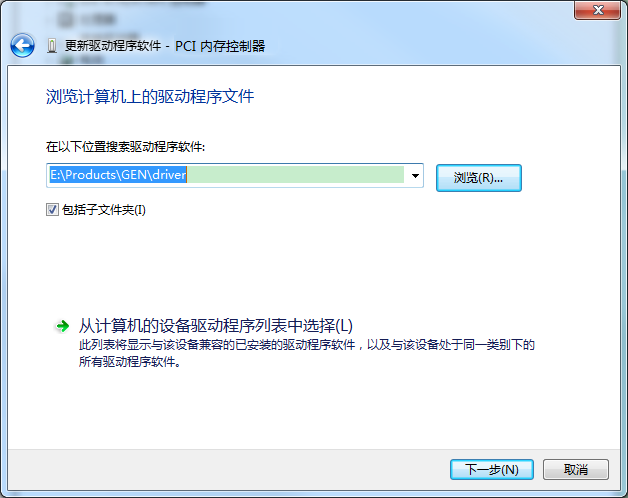 更新驱动程序软件 - PCI 内存控制器
浏览计算机上的驱动程序文件
在以下位置搜索驱动程序软件:
E:\Products\GEN\driver
浏览(R)...
包括子文件夹(I)
从计算机的设备驱动程序列表中选择(L)
此列表将显示与该设备兼容的已安装的驱动程序软件，以及与该设备处于同一类别下的
所有驱动程序软件。
下一步(N)
取消